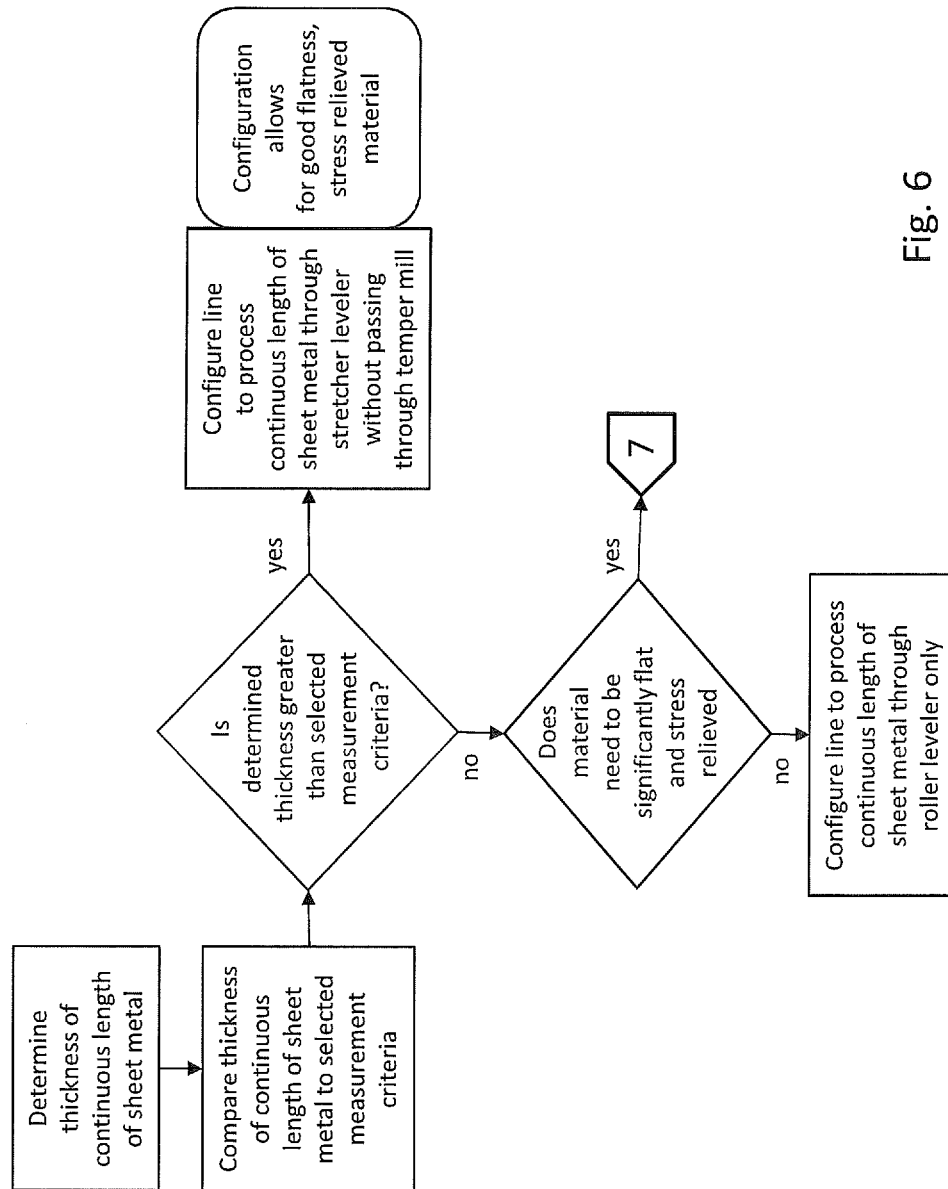 Determine
thickness of
continuous length
of sheet metal
Compare thickness
of continuous
length of sheet
metal to selected
measurement
criteria
Is
determined
thickness greater
than selected
measurement
criteria?
yes
Configure line
to process
continuous length of
sheet metal through
stretcher leveler
without passing
through temper mill
Configuration
allows
for good flatness,
stress relieved
material
no
Does
material
need to be
significantly flat
and stress
relieved
yes
7
no
Configure line to process
continuous length of
sheet metal through
roller leveler only
Fig. 6